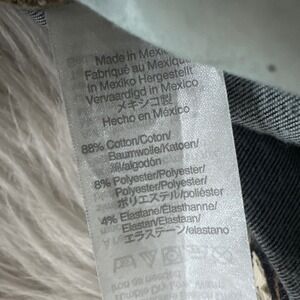 Made in Mexico
Fabriqué au Mexique
In Mexiko Hergestellt
Vervaardigd in Mexico
メキシコ製
Hecho en México
88% Cotton/Coton/
Baumwolle/Katoen/
綿/algodón
8% Polyester/Polyester/
Polyester/Polyester/
ポリエステル/poliéster
4% Elastane/Élasthanne/
Elastan/Elastaan/
エラステーン/elastano